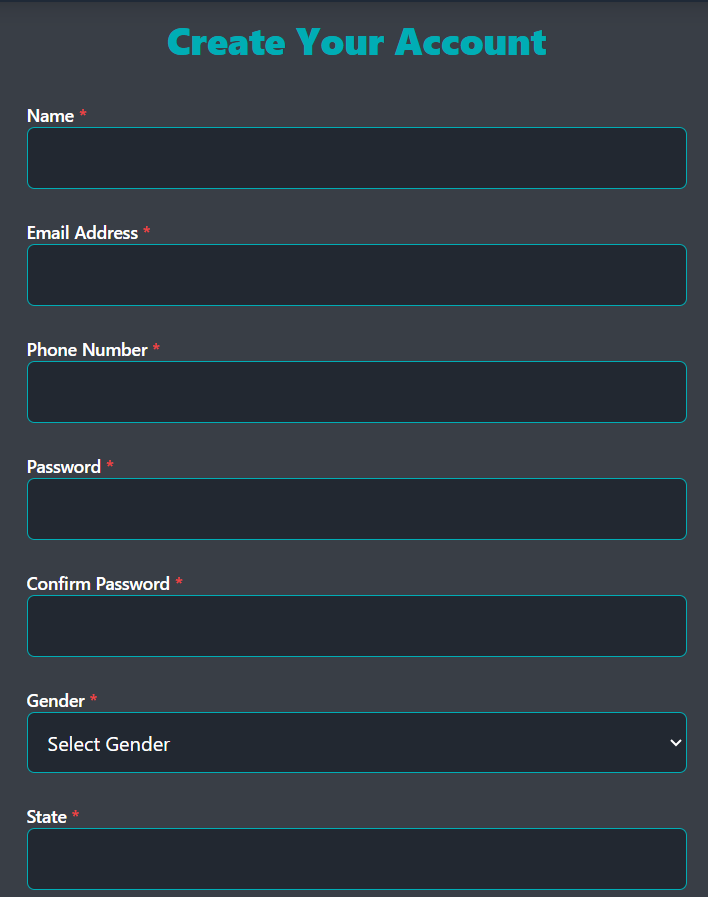 Create Your Account
Name *
Email Address *
Phone Number *
Password *
Confirm Password *
Gender *
Select Gender
State *